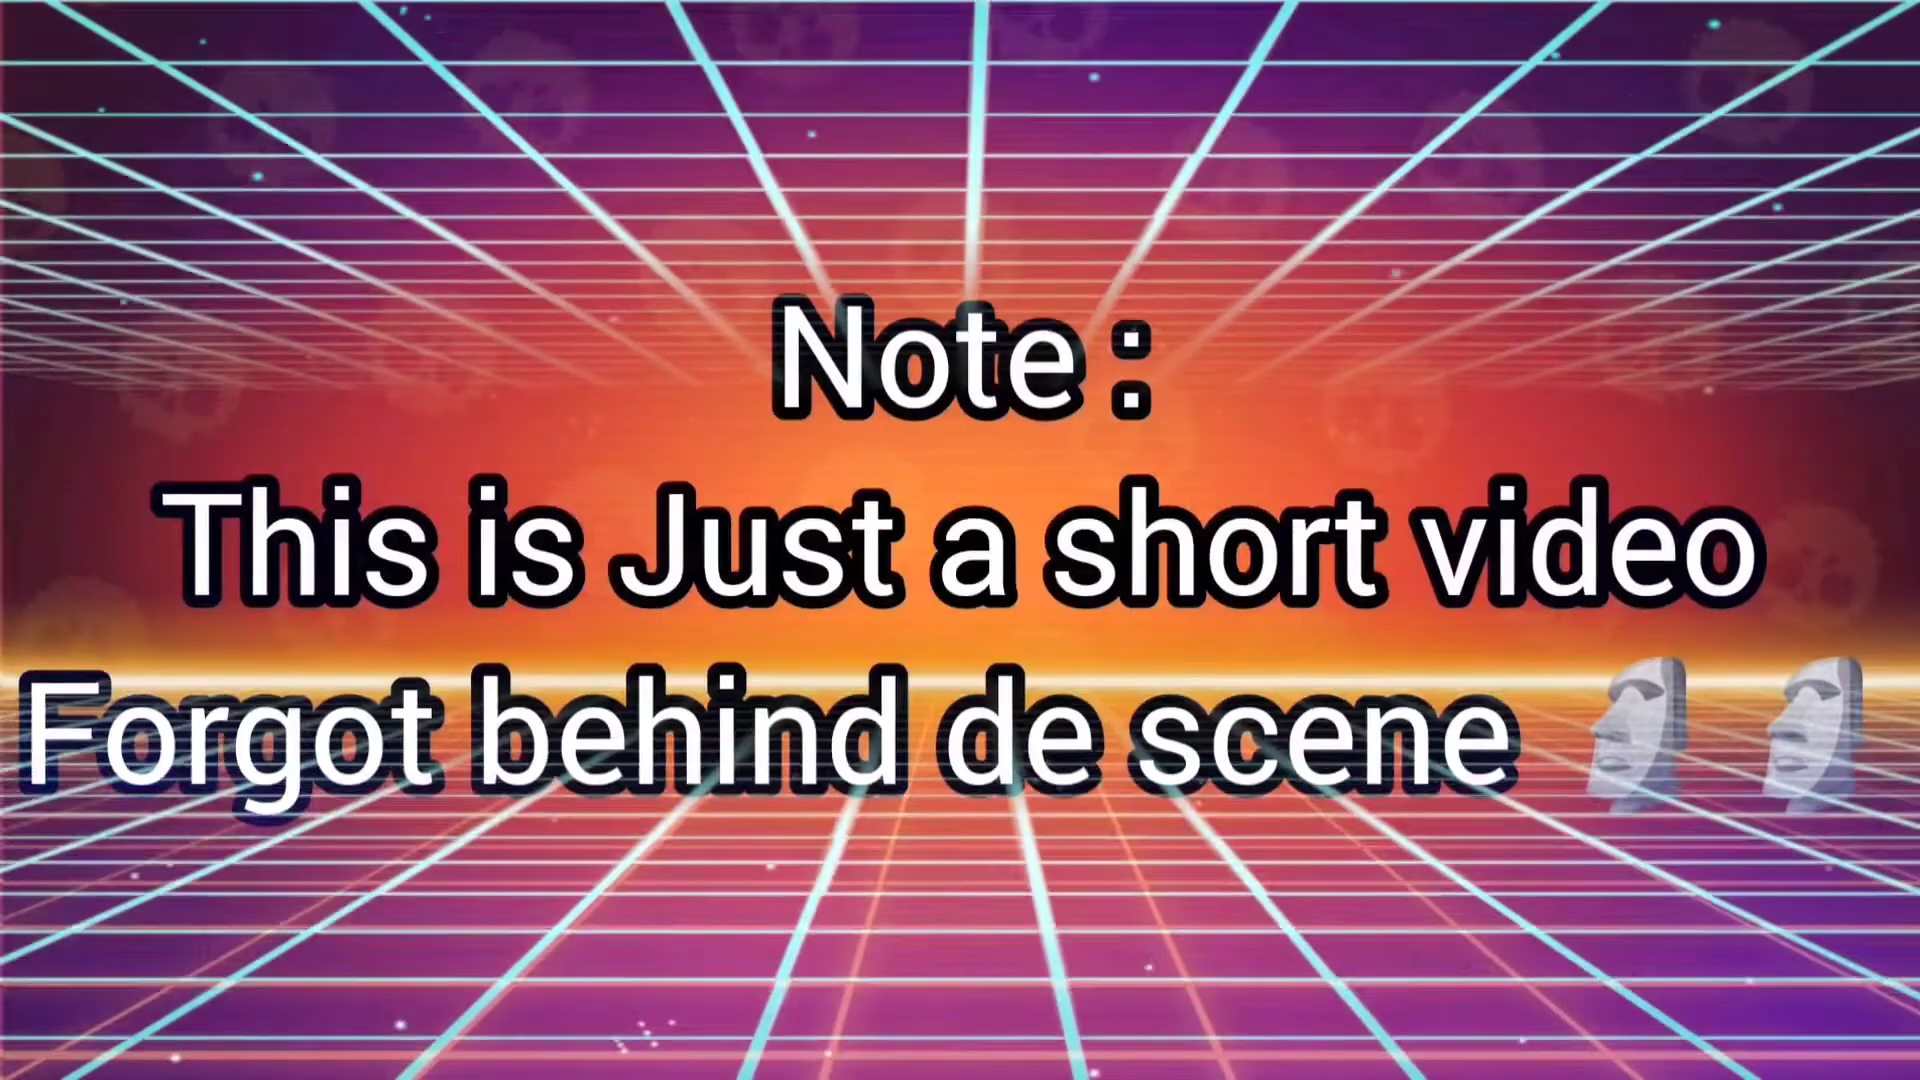 Note :
This is Just a short video
Forgot behind de scene 🗿 🗿